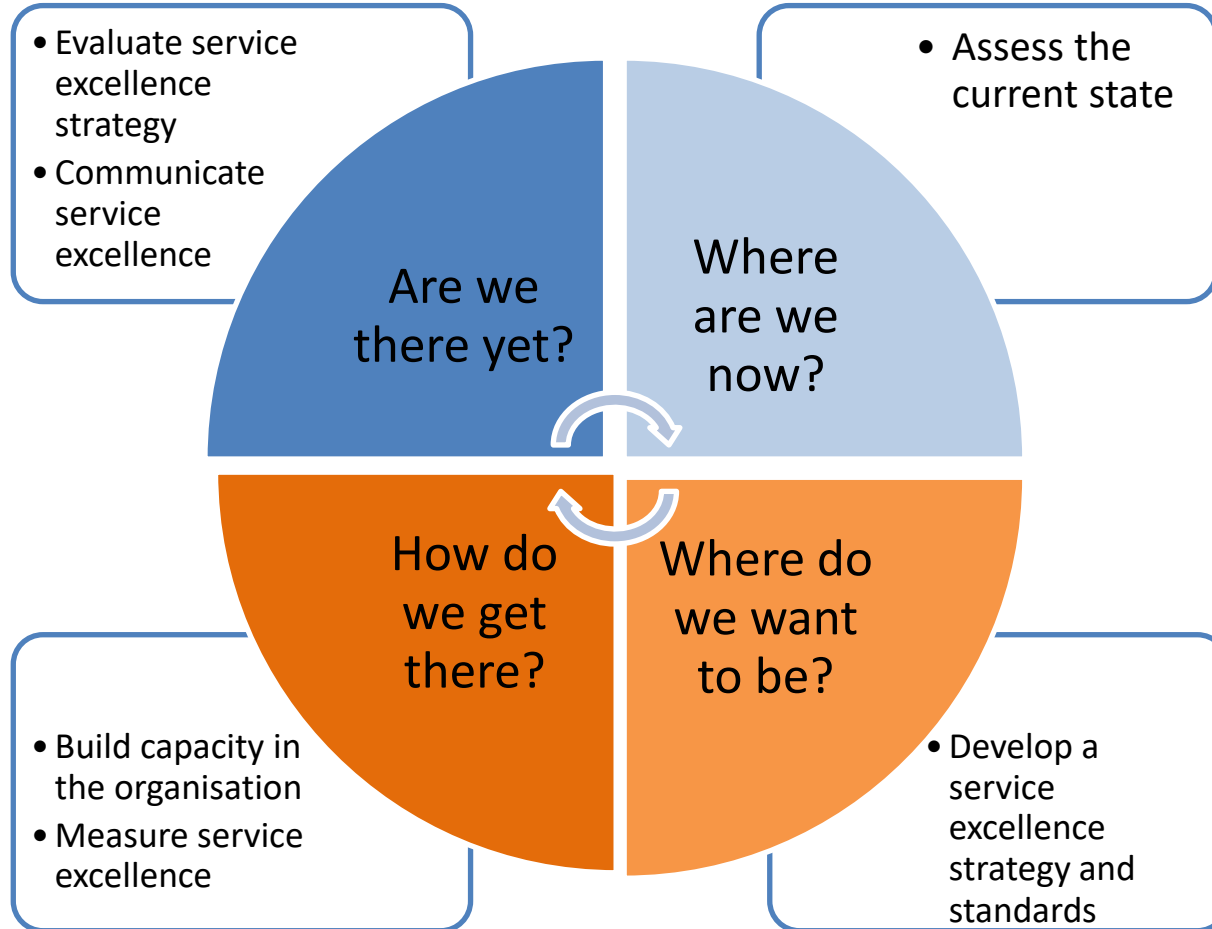 • Evaluate service
excellence
strategy
• Communicate
service
excellence
• Assess the
current state
Are we
there yet?
Where
are we
now?
How do
we get
there?
Where do
we want
to be?
• Build capacity in
the organisation
• Measure service
excellence
• Develop a
service
excellence
strategy and
standards